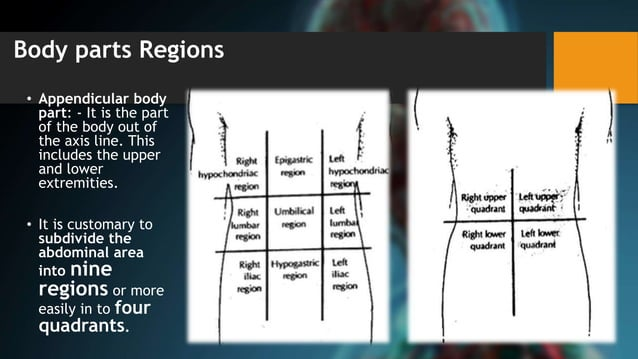 Body parts Regions
• Appendicular body
part: - It is the part
of the body out of
the axis line. This
includes the upper
and lower
extremities.
• It is customary to
subdivide the
abdominal area
into nine
regions or more
easily in to four
quadrants.
Right
hypochondriac
region
Epigastric
region
Left
hypochondriac
region
Right
lumbar
region
Umbilical
region
Left
lumbar
region
Right
iliac
region
Hypogastric
region
Left
iliac
region
Right upper
quadrant
Left upper
quadrant
Right lower
quadrant
Left lower
quadrant